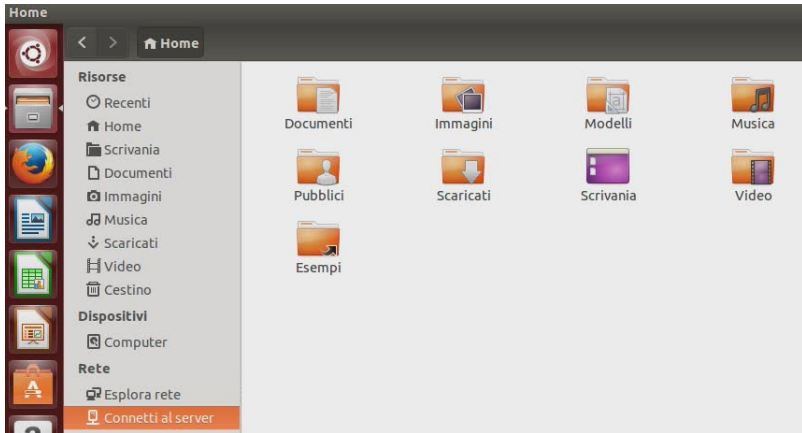 Home
Home
Risorse
Recenti
Home
Scrivania
Documenti
Immagini
Musica
Scaricati
Video
Cestino
Dispositivi
Computer
Rete
Esplora rete
Connetti al server
Documenti Immagini Modelli Musica
Pubblici Scaricati Scrivania Video
Esempi